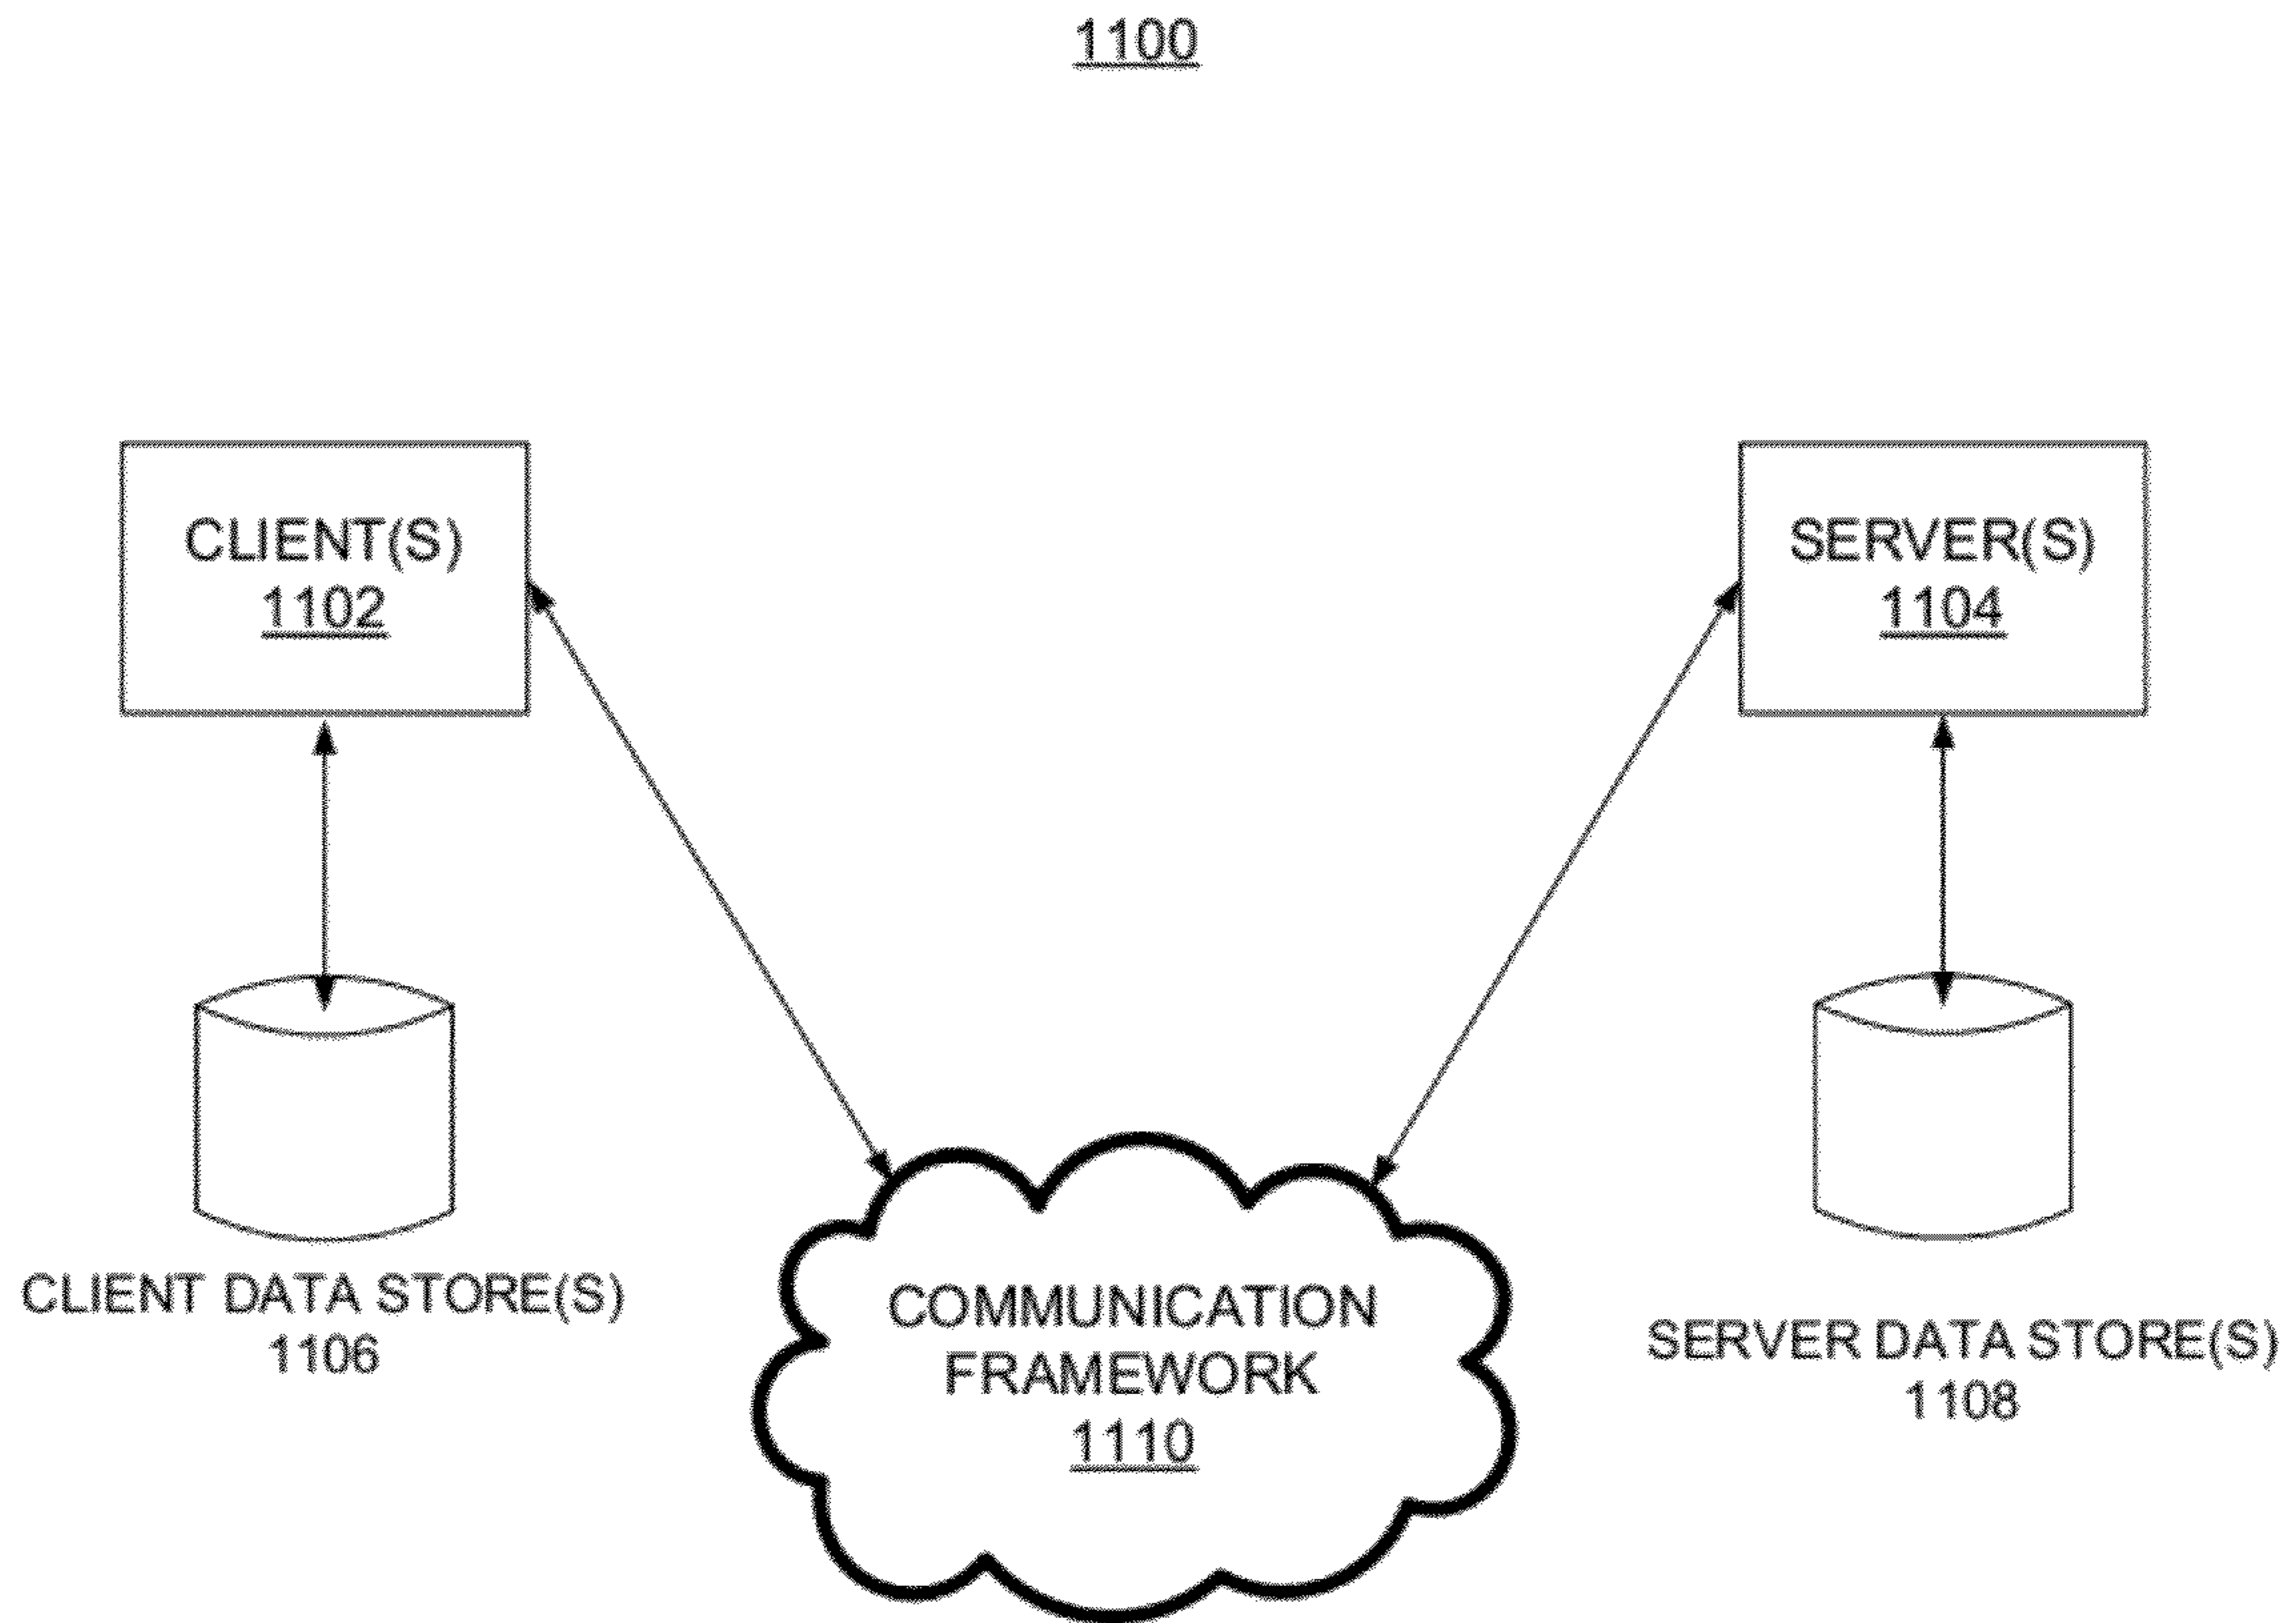 1100
CLIENT(S)
1102
SERVER(S)
1104
CLIENT DATA STORE(S)
1106
COMMUNICATION
FRAMEWORK
1110
SERVER DATA STORE(S)
1108